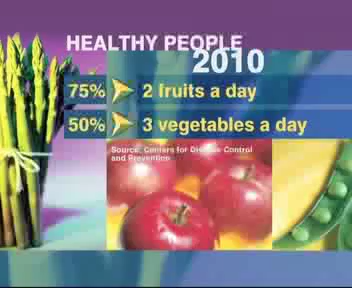 HEALTHY PEOPLE
2010
75% 2 fruits a day
50% 3 vegetables a day
Source: Centers for Disease Control
and Prevention